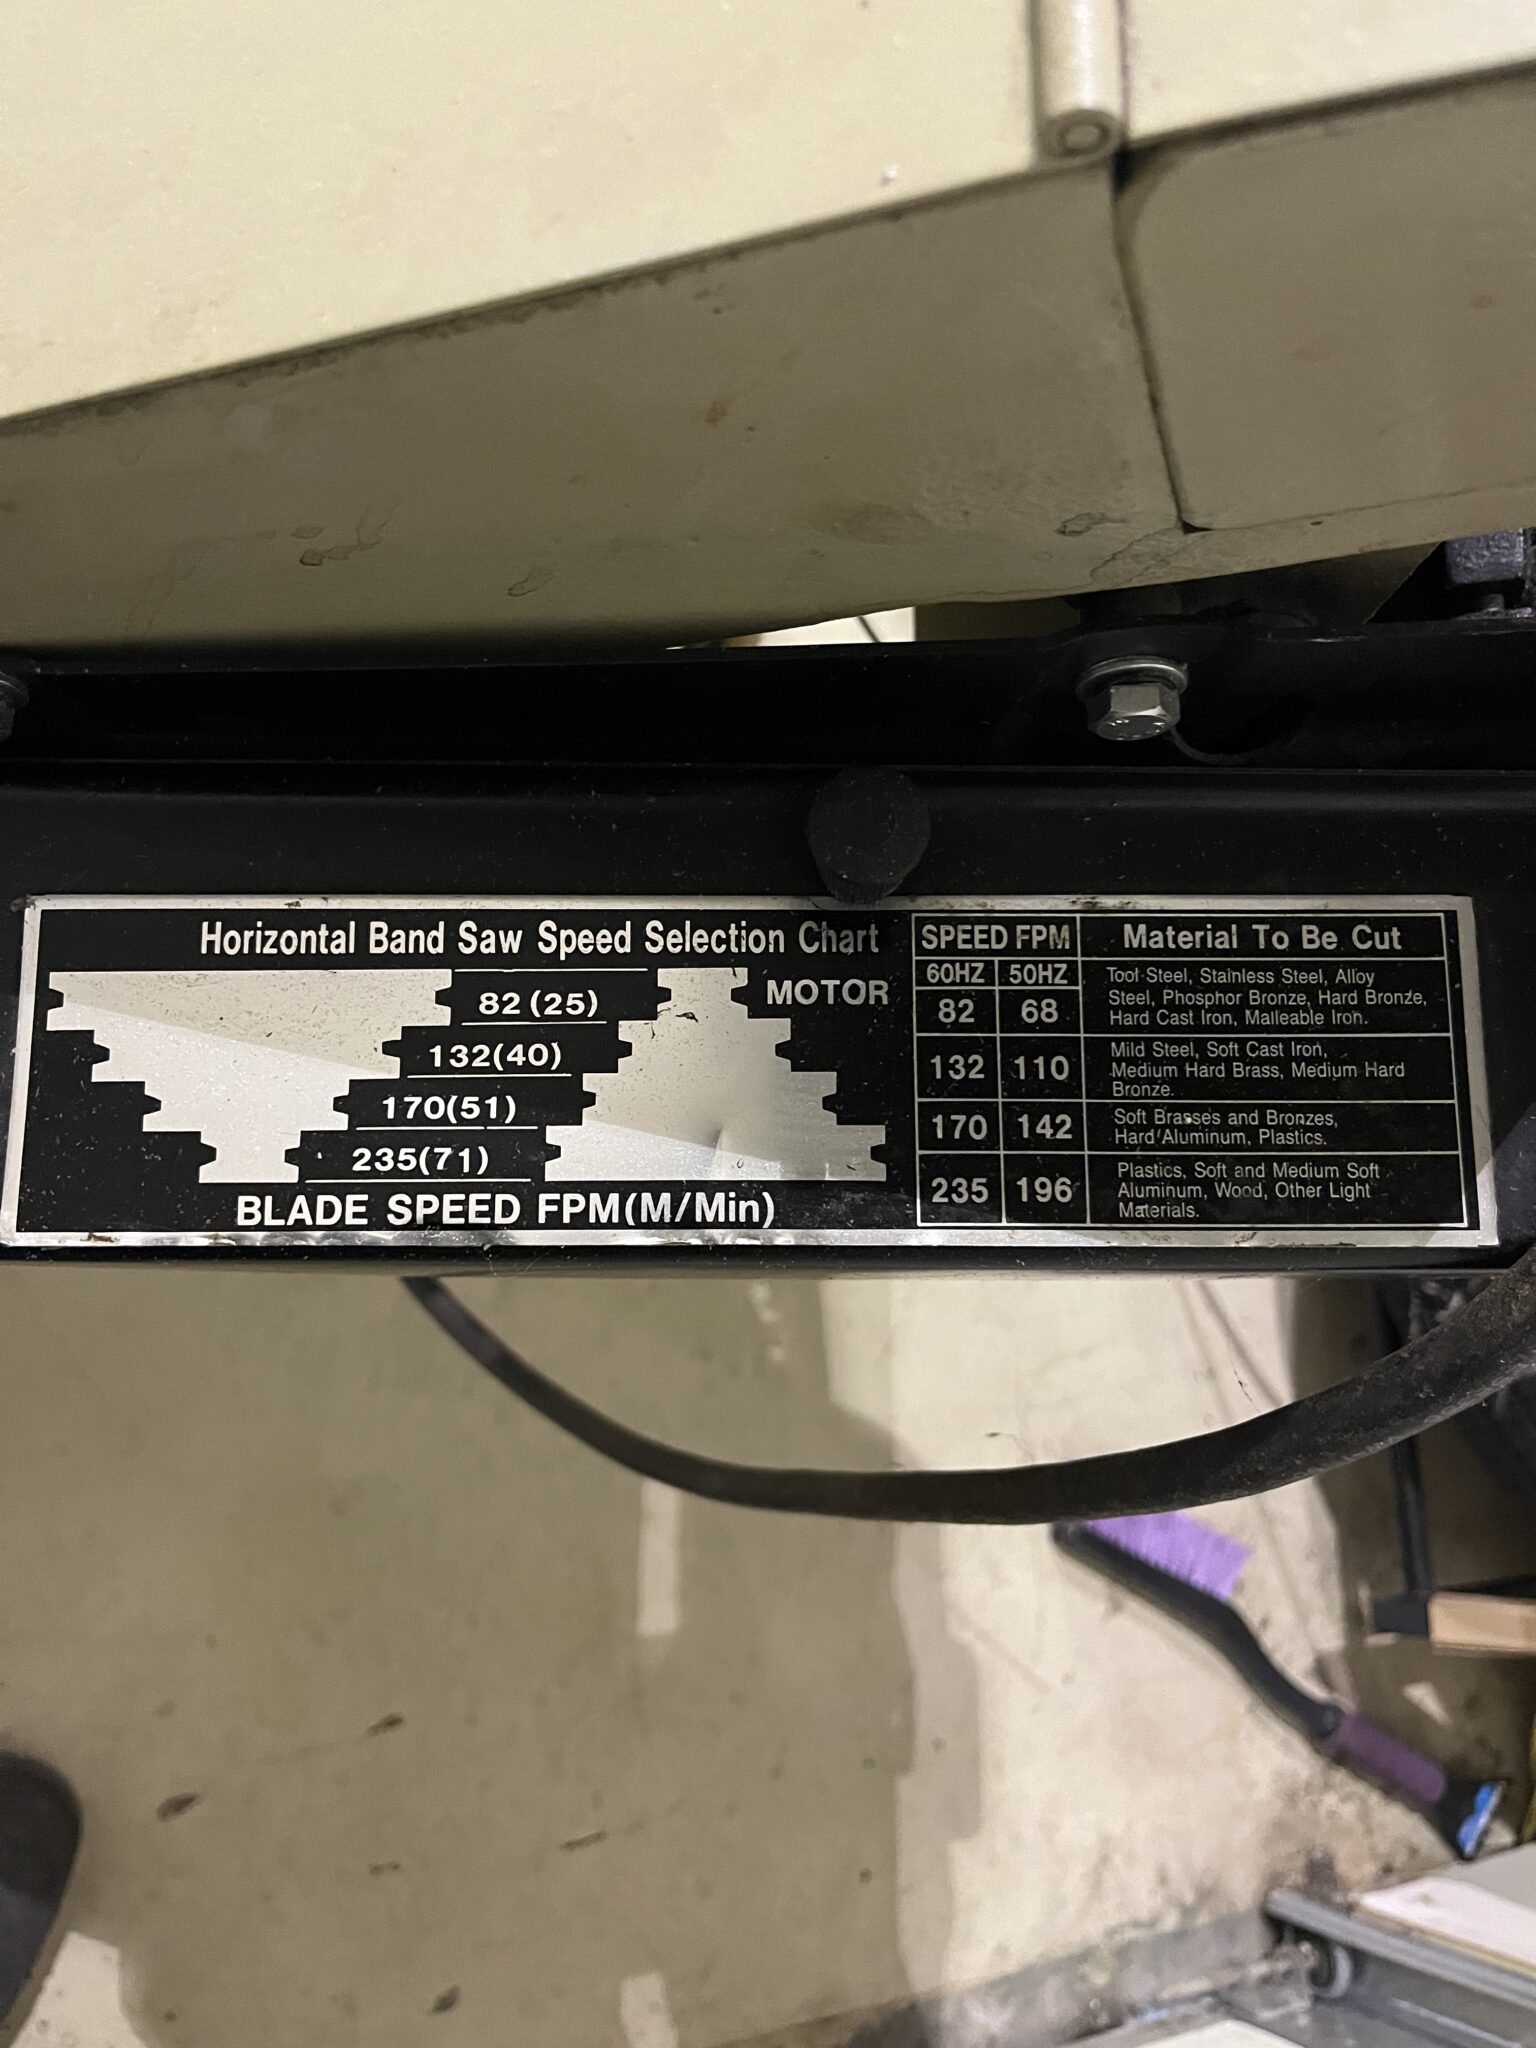 Horizontal Band Saw Speed Selection Chart
82 (25)
MOTOR
132(40)
170(51)
235(71)
BLADE SPEED FPM(M/Min)
SPEED FPM
Material To Be Cut
60HZ 50HZ
82 68
Tool Steel, Stainless Steel, Alloy
Steel, Phosphor Bronze, Hard Bronze,
Hard Cast Iron, Malleable Iron.
132 110
Mild Steel, Soft Cast Iron,
Medium Hard Brass, Medium Hard
Bronze.
170 142
Soft Brasses and Bronzes,
Hard Aluminum, Plastics.
235 196
Plastics, Soft and Medium Soft
Aluminum, Wood, Other Light
Materials.